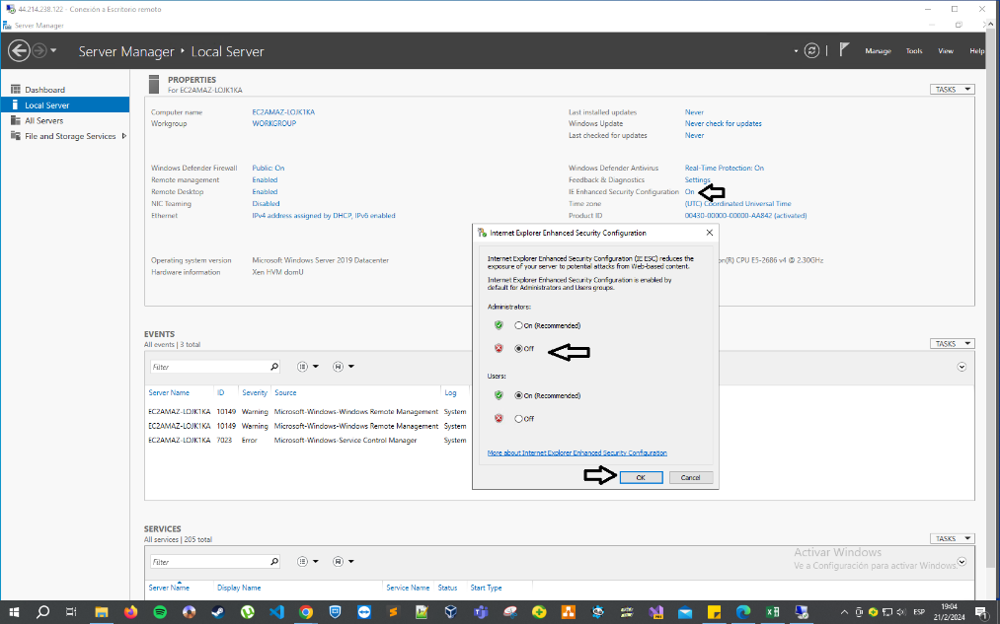 44.214.238.122 - Conexión a Escritorio remoto
Server Manager
Server Manager • Local Server
Manage Tools View Help
Dashboard
Local Server
All Servers
File and Storage Services
PROPERTIES
For EC2AMAZ-LOJK1KA
TASKS
Computer name EC2AMAZ-LOJK1KA
Workgroup WORKGROUP
Last installed updates Never
Windows Update Never check for updates
Last checked for updates Never
Windows Defender Firewall Public: On
Remote management Enabled
Remote Desktop Enabled
NIC Teaming Disabled
Ethernet IPv4 address assigned by DHCP, IPv6 enabled
Windows Defender Antivirus Real-Time Protection: On
Feedback & Diagnostics Settings
IE Enhanced Security Configuration On
Time zone (UTC) Coordinated Universal Time
Product ID 00430-00000-00000-AA842 (activated)
Operating system version Microsoft Windows Server 2019 Datacenter
Hardware information Xen HVM domU
on(R) CPU E5-2686 v4 @ 2.30GHz
Internet Explorer Enhanced Security Configuration
Internet Explorer Enhanced Security Configuration (IE ESC) reduces the
exposure of your server to potential attacks from Web-based content.
Internet Explorer Enhanced Security Configuration is enabled by
default for Administrators and Users groups.
Administrators:
On (Recommended)
Off
Users:
On (Recommended)
Off
More about Internet Explorer Enhanced Security Configuration
OK Cancel
EVENTS
All events | 3 total
TASKS
Filter
Server Name ID Severity Source Log
EC2AMAZ-LOJK1KA 10149 Warning Microsoft-Windows-Windows Remote Management System
EC2AMAZ-LOJK1KA 10149 Warning Microsoft-Windows-Windows Remote Management System
EC2AMAZ-LOJK1KA 7023 Error Microsoft-Windows-Service Control Manager System
SERVICES
All services | 205 total
TASKS
Filter
Server Name Display Name Service Name Status Start Type
Activar Windows
Ve a Configuración para activar Windows.
ESP
19:04
21/2/2024